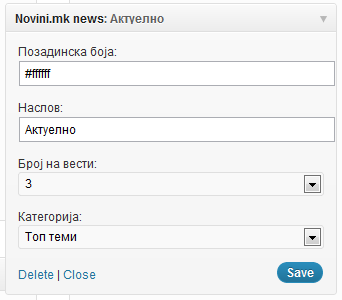 Novini.mk news: Актуелно
Позадинска боја:
#ffffff
Наслов:
Актуелно
Број на вести:
3
Категорија:
Топ теми
Delete | Close
Save